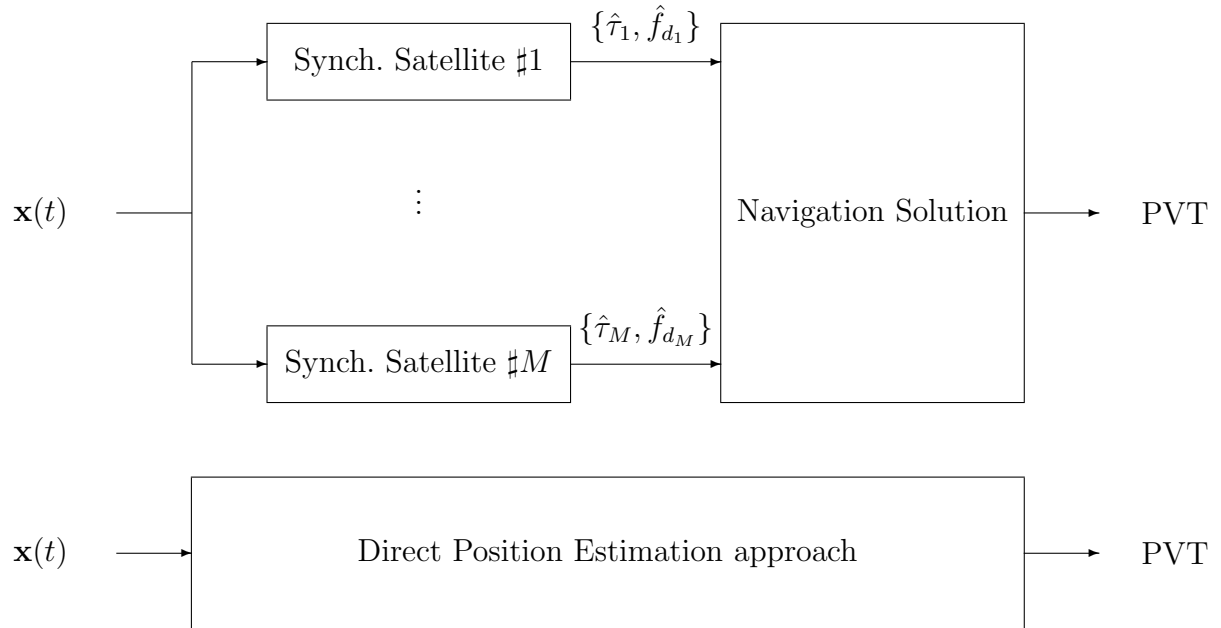 {τ̂₁, f̂_{d₁}}
Synch. Satellite ♯1
x(t)
⋮
Navigation Solution
PVT
{τ̂_M, f̂_{d_M}}
Synch. Satellite ♯M
x(t)
Direct Position Estimation approach
PVT